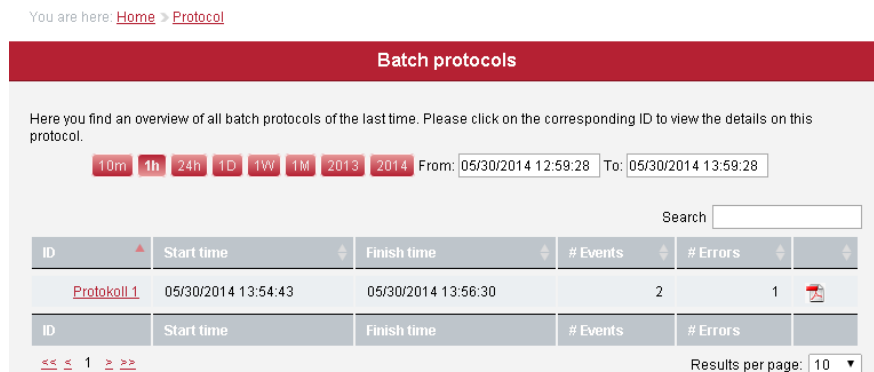 You are here: Home > Protocol
Batch protocols
Here you find an overview of all batch protocols of the last time. Please click on the corresponding ID to view the details on this
protocol.
10m 1h 24h 1D 1W 1M 2013 2014 From: 05/30/2014 12:59:28 To: 05/30/2014 13:59:28
Search
ID Start time Finish time # Events # Errors
Protokoll 1 05/30/2014 13:54:43 05/30/2014 13:56:30 2 1
ID Start time Finish time # Events # Errors
<< < 1 > >> Results per page: 10